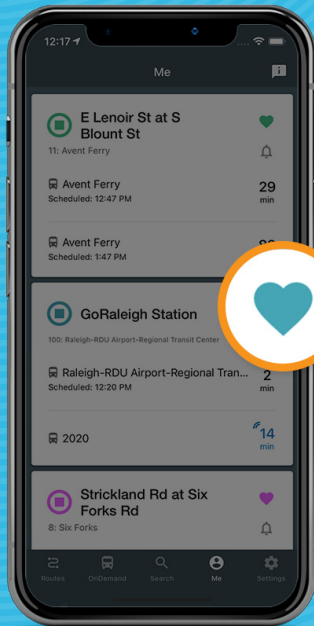 12:17
Me
E Lenoir St at S
Blount St
11: Avent Ferry
Avent Ferry
29
Scheduled: 12:47 PM
min
Avent Ferry
Scheduled: 1:47 PM
GoRaleigh Station
100: Raleigh-RDU Airport-Regional Transit Center
Raleigh-RDU Airport-Regional Tran...
2
Scheduled: 12:20 PM
min
2020
14
min
Strickland Rd at Six
Forks Rd
8: Six Forks
Routes OnDemand Search Me Settings